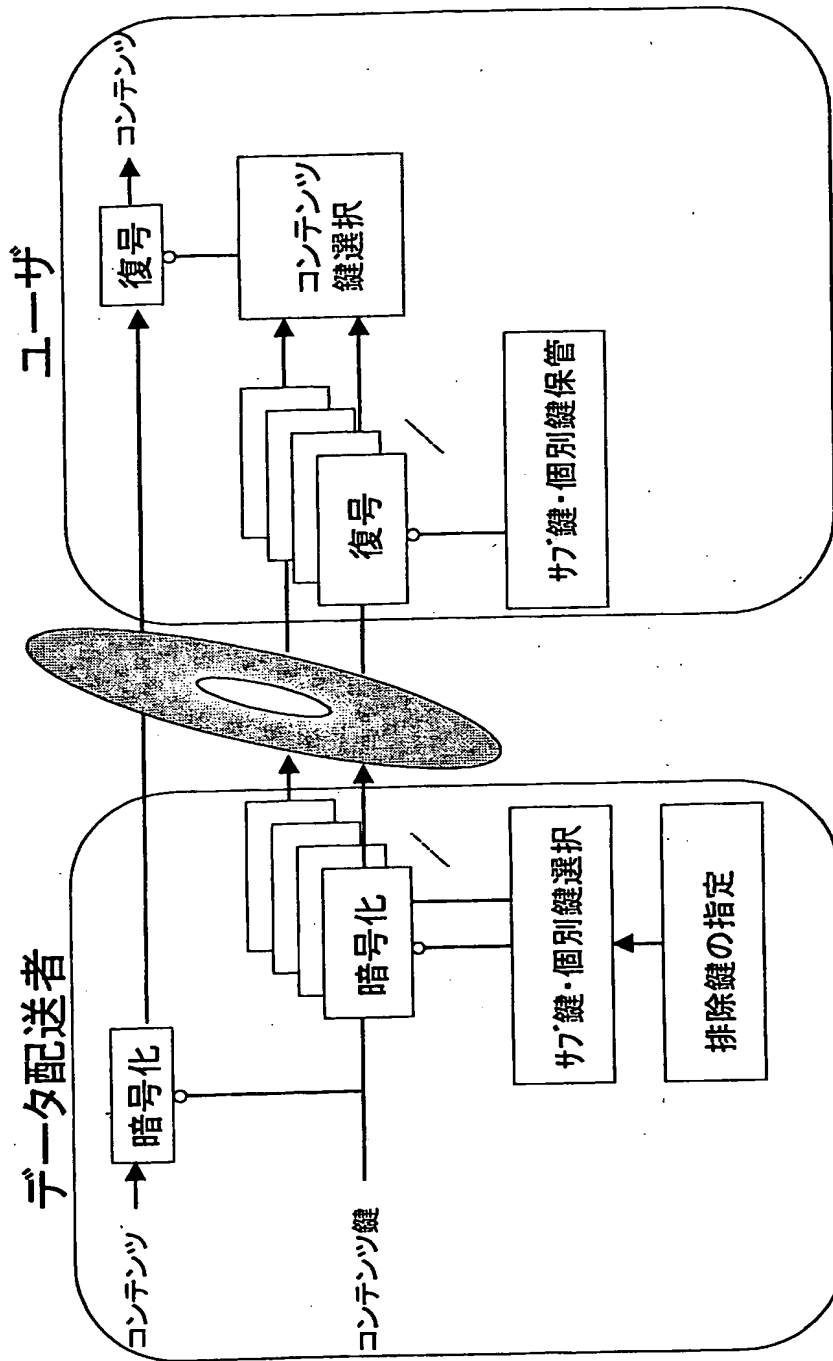 データ配送者
コンテンツ
暗号化
コンテンツ鍵
暗号化
サブ鍵・個別鍵選択
排除鍵の指定
ユーザ
復号
コンテンツ
コンテンツ
鍵選択
復号
サブ鍵・個別鍵保管